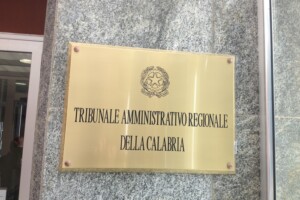 TRIBUNALE AMMINISTRATIVO REGIONALE
DELLA CALABRIA